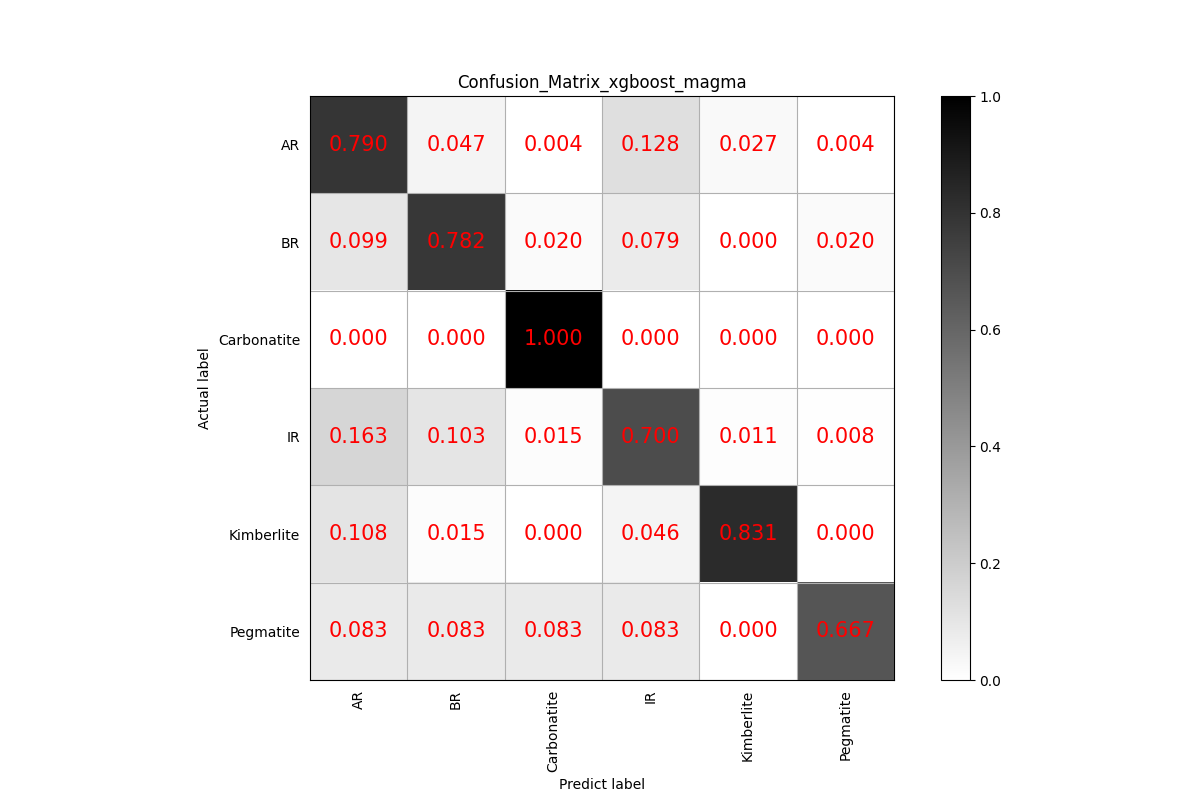 Confusion_Matrix_xgboost_magma
AR 0.790 0.047 0.004 0.128 0.027 0.004
BR 0.099 0.782 0.020 0.079 0.000 0.020
Carbonatite 0.000 0.000 1.000 0.000 0.000 0.000
IR 0.163 0.103 0.015 0.700 0.011 0.008
Kimberlite 0.108 0.015 0.000 0.046 0.831 0.000
Pegmatite 0.083 0.083 0.083 0.083 0.000 0.667
Actual label
AR BR Carbonatite IR Kimberlite Pegmatite
Predict label
1.0
0.8
0.6
0.4
0.2
0.0